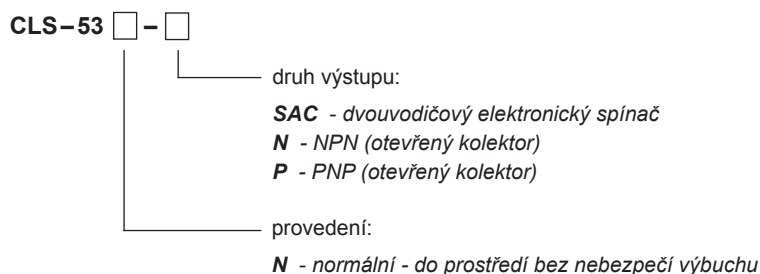 CLS–53 –
druh výstupu:
SAC - dvouvodičový elektronický spínač
N - NPN (otevřený kolektor)
P - PNP (otevřený kolektor)
provedení:
N - normální - do prostředí bez nebezpečí výbuchu